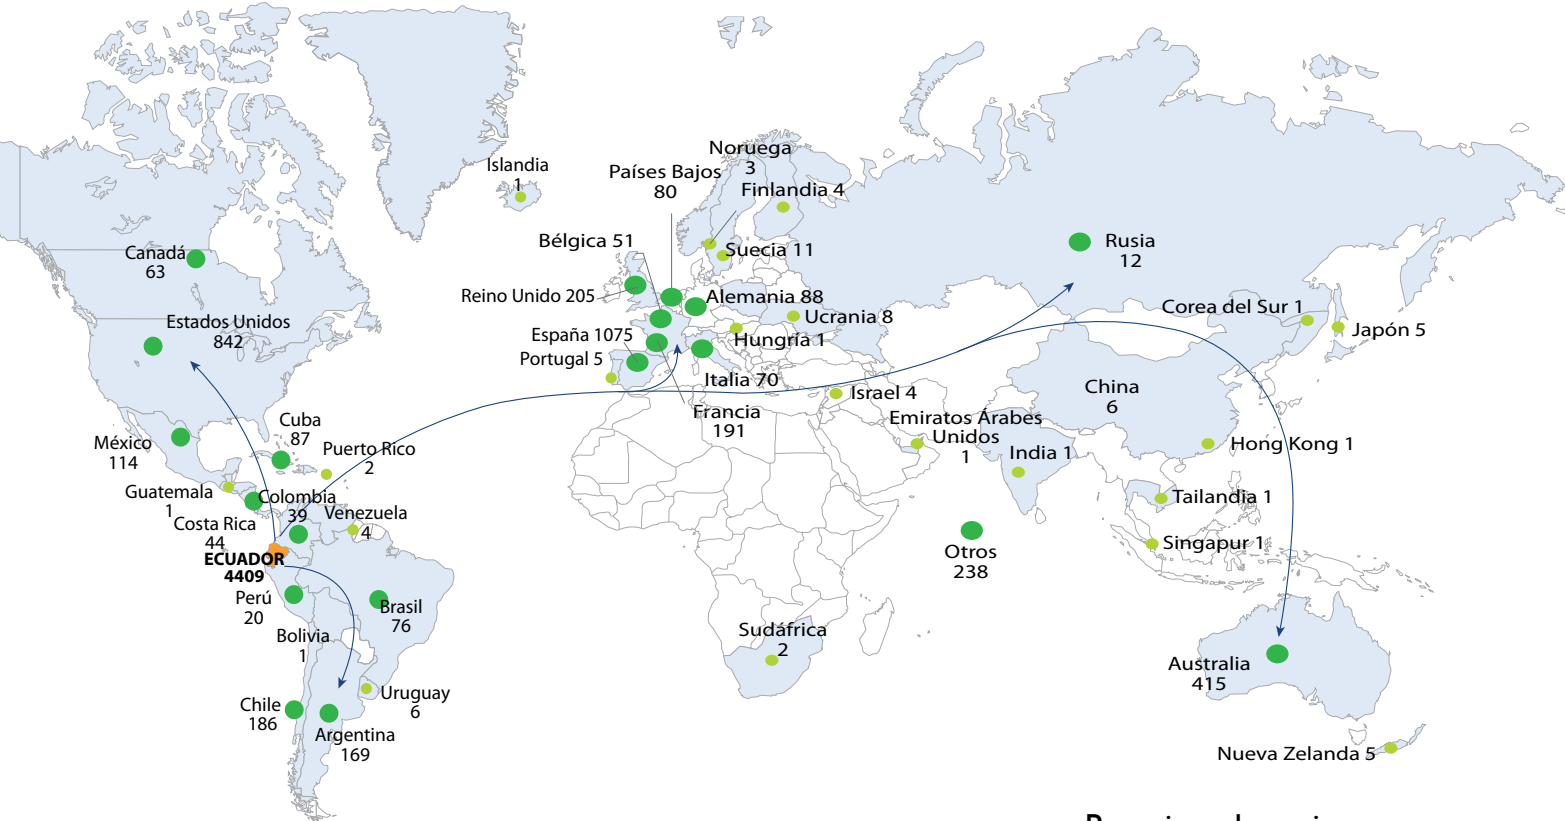 Noruega
3
Islandia
1
Países Bajos
80
Finlandia 4
Bélgica 51
Suecia 11
Rusia
12
Canadá
63
Reino Unido 205
Alemania 88
Corea del Sur 1
Ucrania 8
Japón 5
Estados Unidos
842
España 1075
Hungría 1
Portugal 5
Italia 70
China
6
Israel 4
Francia
191
Emiratos Árabes
Unidos
1
Cuba
87
México
114
Puerto Rico
2
Hong Kong 1
India 1
Guatemala
1
Colombia
39
Tailandia 1
Venezuela
4
Costa Rica
44
Singapur 1
ECUADOR
4409
Otros
238
Perú
20
Brasil
76
Bolivia
1
Sudáfrica
2
Australia
415
Uruguay
6
Chile
186
Argentina
169
Nueva Zelanda 5